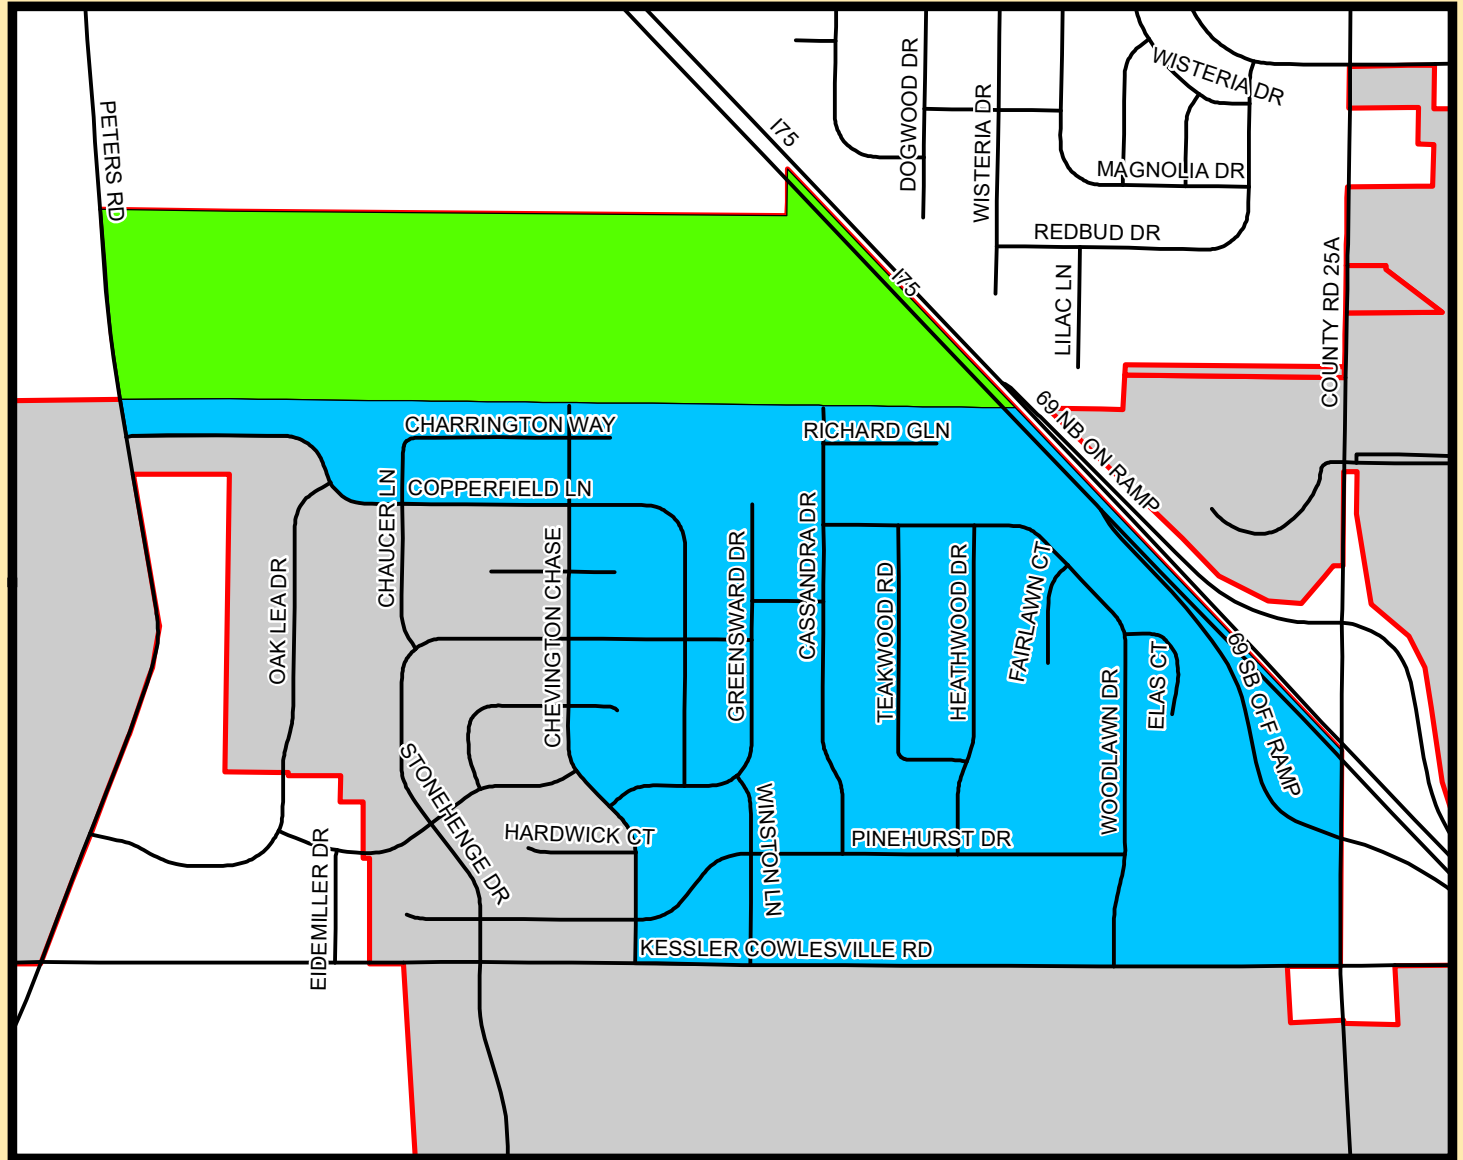 PETERS RD
I75
DOGWOOD DR
WISTERIA DR
WISTERIA DR
MAGNOLIA DR
REDBUD DR
LILAC LN
COUNTY RD 25A
I75
69 NB ON RAMP
CHARRINGTON WAY
RICHARD GLN
COPPERFIELD LN
CHAUCER LN
OAK LEA DR
CHEVINGTON CHASE
GREENSWARD DR
CASSANDRA DR
TEAKWOOD RD
HEATHWOOD DR
FAIRLAWN CT
WOODLAWN DR
ELAS CT
69 SB OFF RAMP
STONEHENGE DR
HARDWICK CT
WINSTON LN
PINEHURST DR
EIDEMILLER DR
KESSLER COWLESVILLE RD